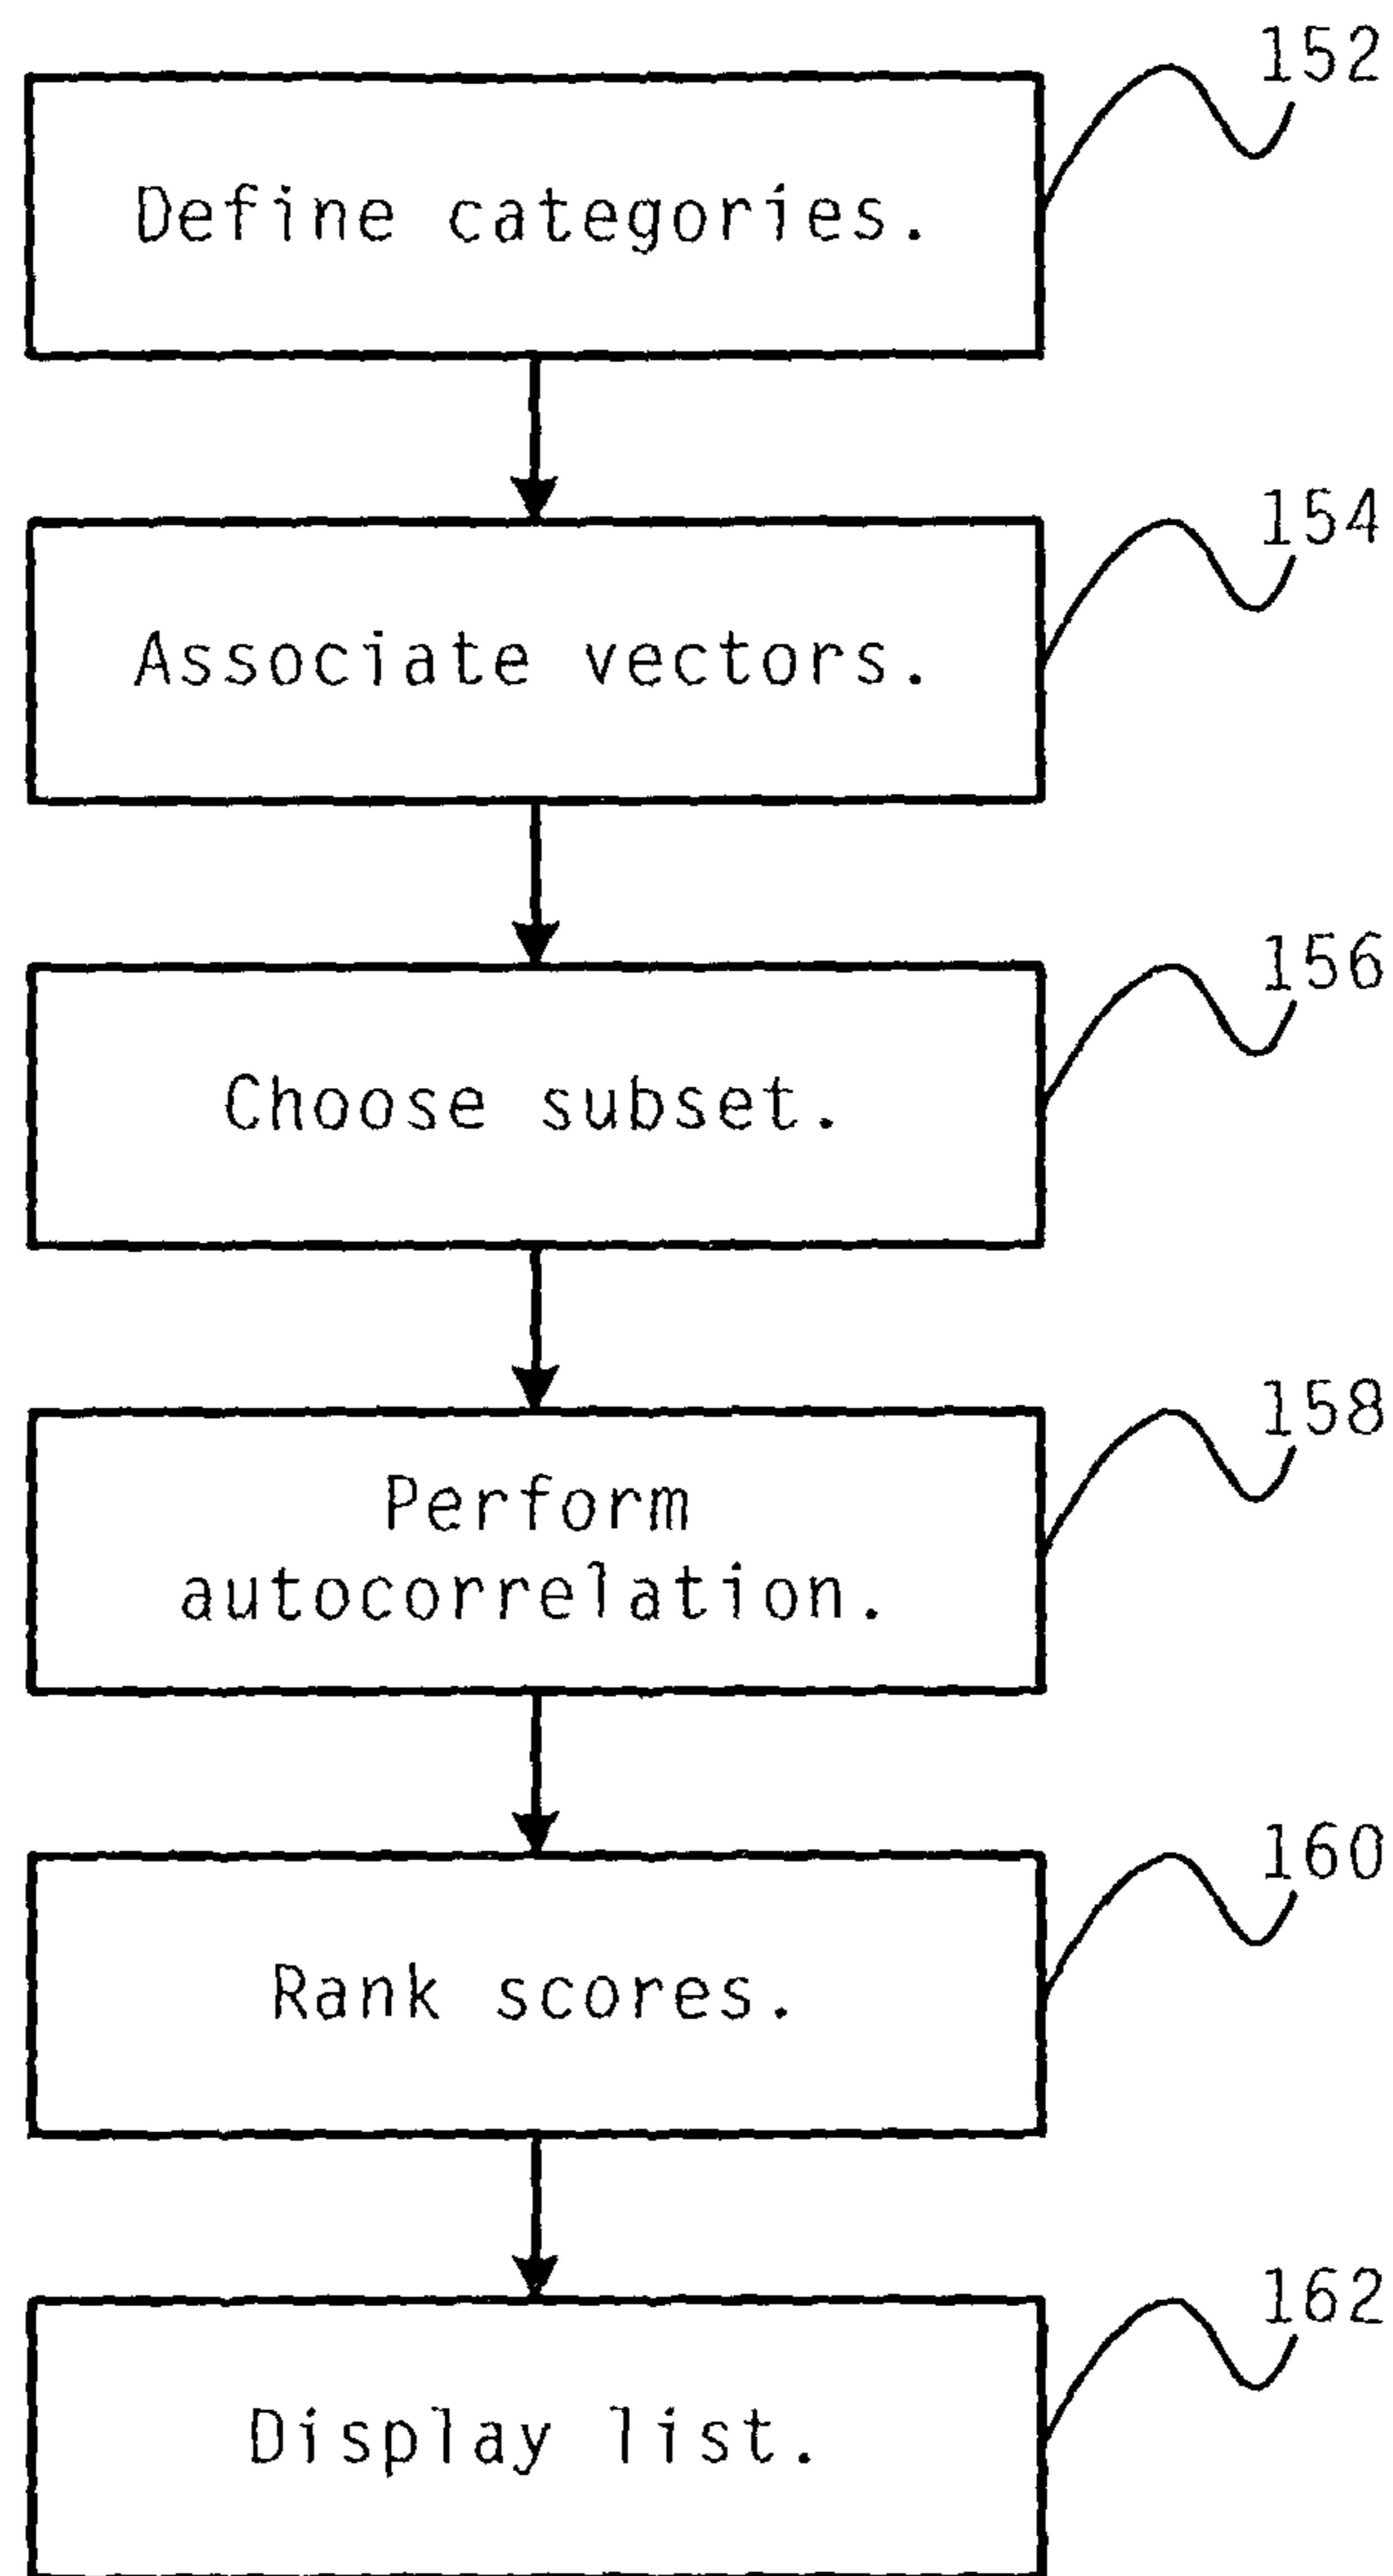 152
Define categories.
154
Associate vectors.
156
Choose subset.
158
Perform
autocorrelation.
160
Rank scores.
162
Display list.